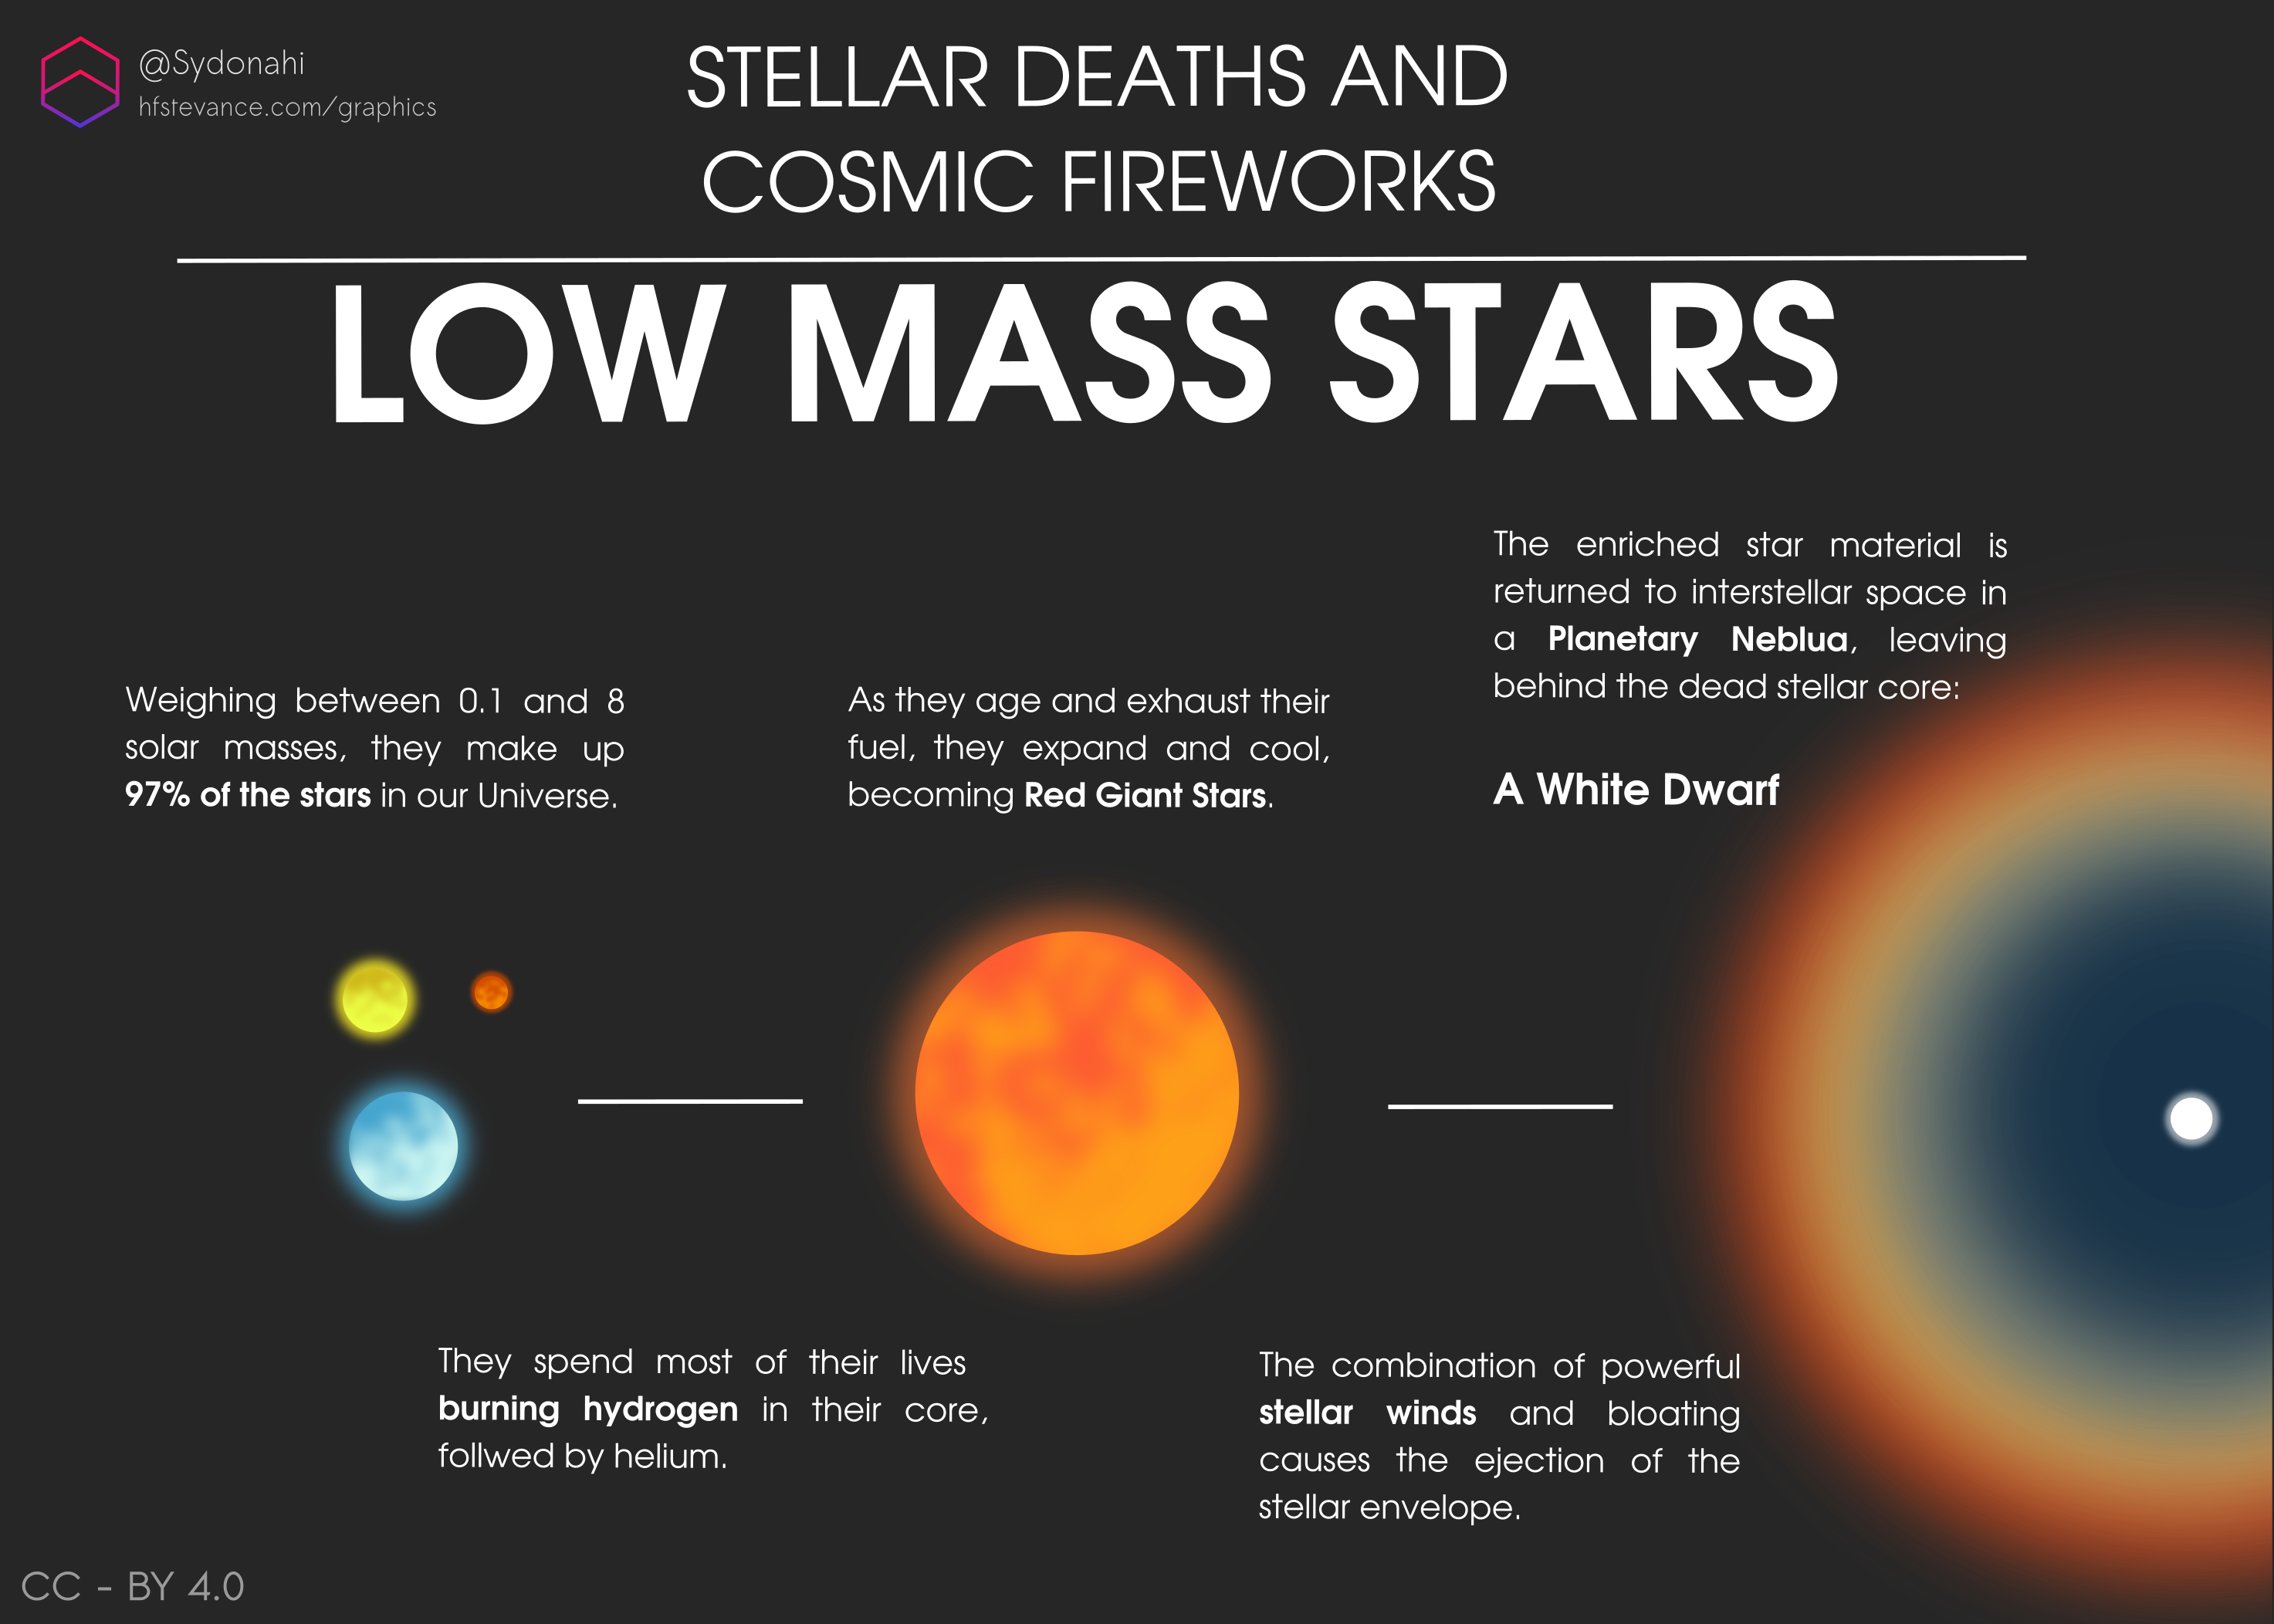 @Sydonahi
hfstevance.com/graphics
STELLAR DEATHS AND
COSMIC FIREWORKS
LOW MASS STARS
Weighing between 0.1 and 8
solar masses, they make up
97% of the stars in our Universe.
As they age and exhaust their
fuel, they expand and cool,
becoming Red Giant Stars.
The enriched star material is
returned to interstellar space in
a Planetary Neblua, leaving
behind the dead stellar core:
A White Dwarf
They spend most of their lives
burning hydrogen in their core,
follwed by helium.
The combination of powerful
stellar winds and bloating
causes the ejection of the
stellar envelope.
CC - BY 4.0